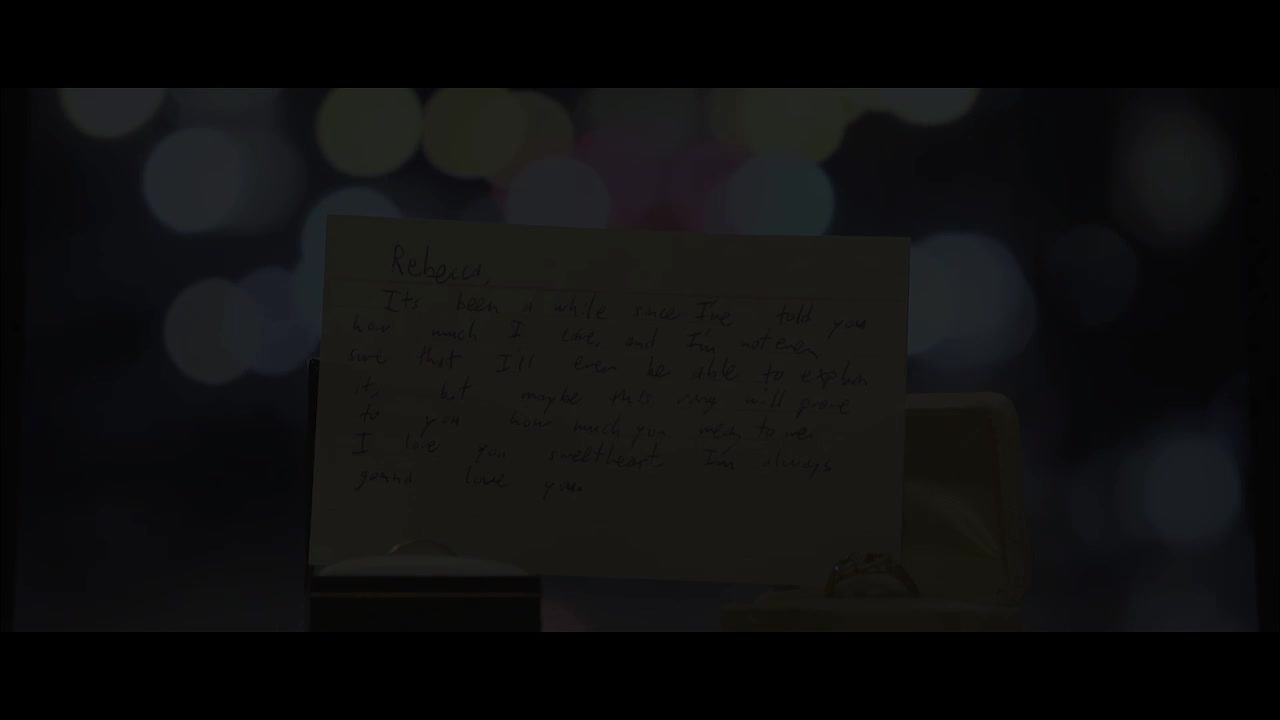 Rebecca,
It's been a while since I've told you
how much I love, and I'm not even
sure that I'll even be able to explain
it, but maybe this ring will prove
to you how much you mean to me.
I love you sweetheart, I'm always
gonna love you.